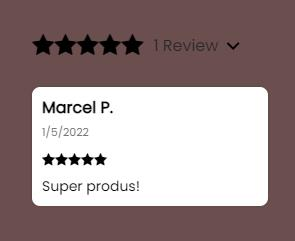 1 Review
Marcel P.
1/5/2022
Super produs!